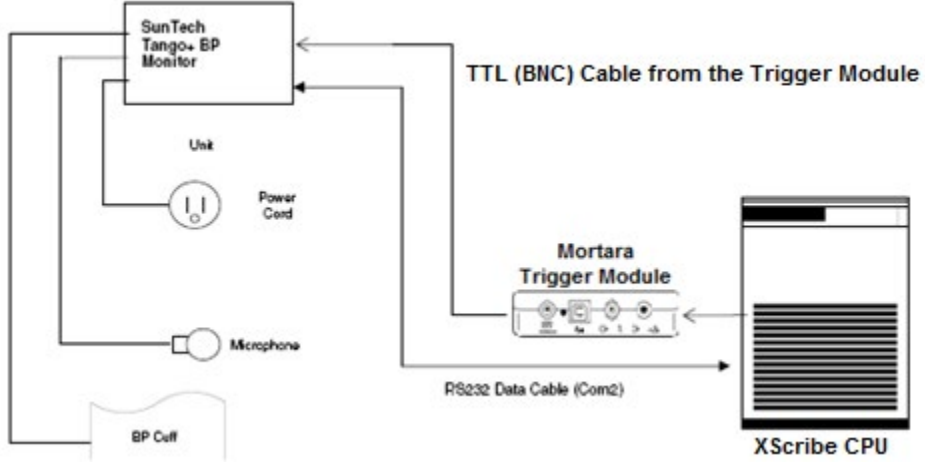 SunTech
Tango+ BP
Monitor
TTL (BNC) Cable from the Trigger Module
Unit
Power
Cord
Mortara
Trigger Module
Microphone
RS232 Data Cable (Com2)
BP Cuff
XScribe CPU